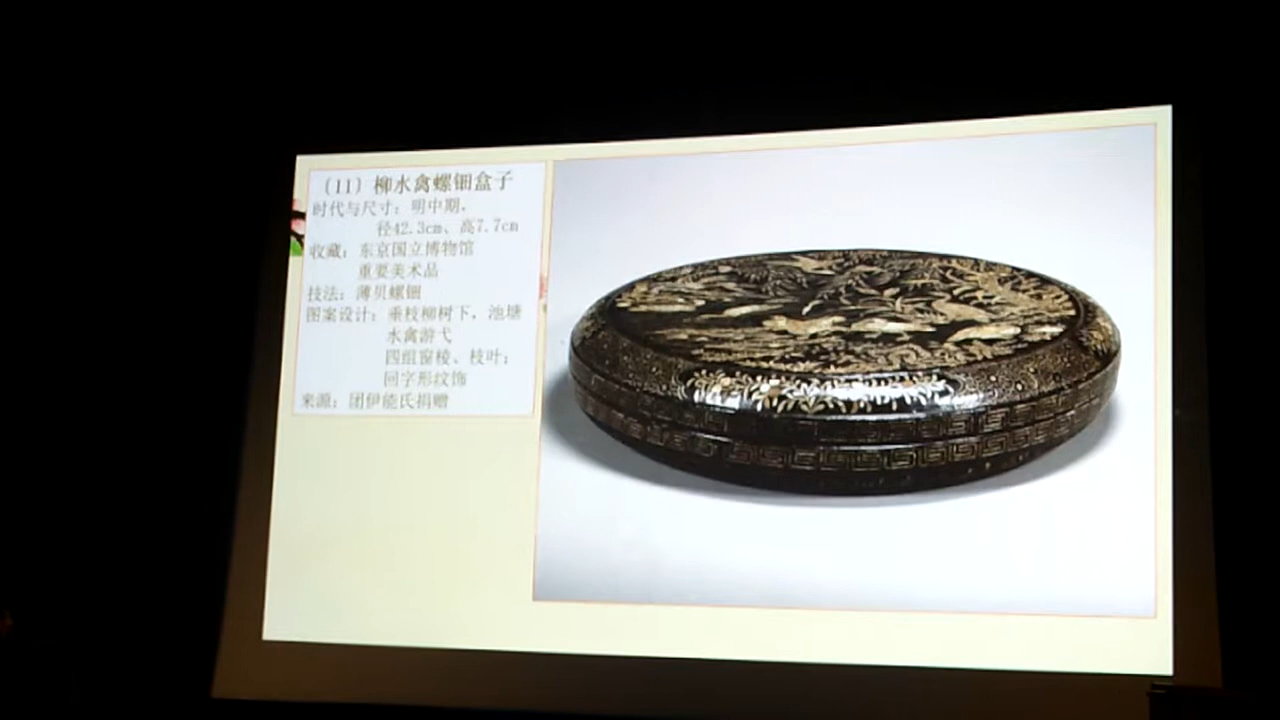 （11）柳水禽螺钿盒子
时代与尺寸：明中期，
径42.3cm、高7.7cm
收藏：东京国立博物馆
重要美术品
技法：薄贝螺钿
图案设计：垂枝柳树下，池塘
水禽游弋
四组窗棱、枝叶；
回字形纹饰
来源：团伊能氏捐赠